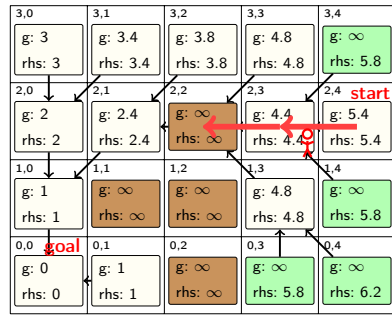 3,0 3,1 3,2 3,3 3,4
g: 3 g: 3.4 g: 3.8 g: 4.8 g: ∞
rhs: 3 rhs: 3.4 rhs: 3.8 rhs: 4.8 rhs: 5.8
start
2,0 2,1 2,2 2,3 2,4
g: 2 g: 2.4 g: ∞ g: 4.4 g: 5.4
rhs: 2 rhs: 2.4 rhs: ∞ rhs: 4.4 rhs: 5.4
1,0 1,1 1,2 1,3 1,4
g: 1 g: ∞ g: ∞ g: 4.8 g: ∞
rhs: 1 rhs: ∞ rhs: ∞ rhs: 4.8 rhs: 5.8
0,0 0,1 0,2 0,3 0,4
goal
g: 0 g: 1 g: ∞ g: ∞ g: ∞
rhs: 0 rhs: 1 rhs: ∞ rhs: 5.8 rhs: 6.2